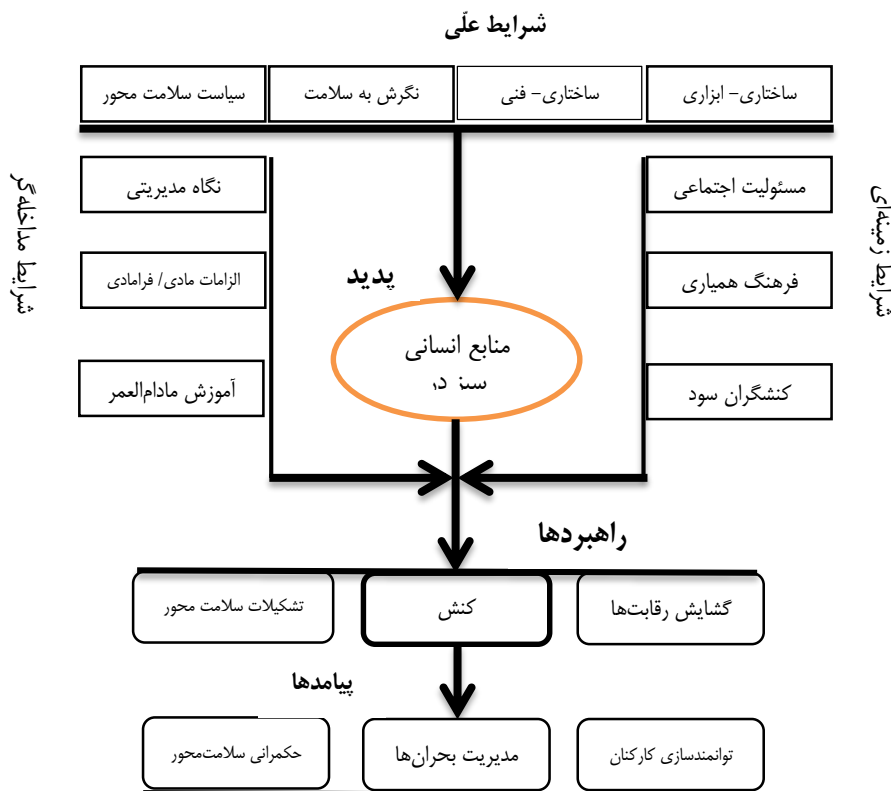 شرایط علّی
ساختاری- ابزاری
ساختاری- فنی
نگرش به سلامت
سیاست سلامت محور
شرایط زمینه‌ای
مسئولیت اجتماعی
فرهنگ همیاری
کنشگران سود
شرایط مداخله‌گر
نگاه مدیریتی
الزامات مادی/ فرامادی
آموزش مادام‌العمر
پدید
منابع انسانی
سبز در
راهبردها
گشایش رقابت‌ها
کنش
تشکیلات سلامت محور
پیامدها
توانمندسازی کارکنان
مدیریت بحران‌ها
حکمرانی سلامت‌محور